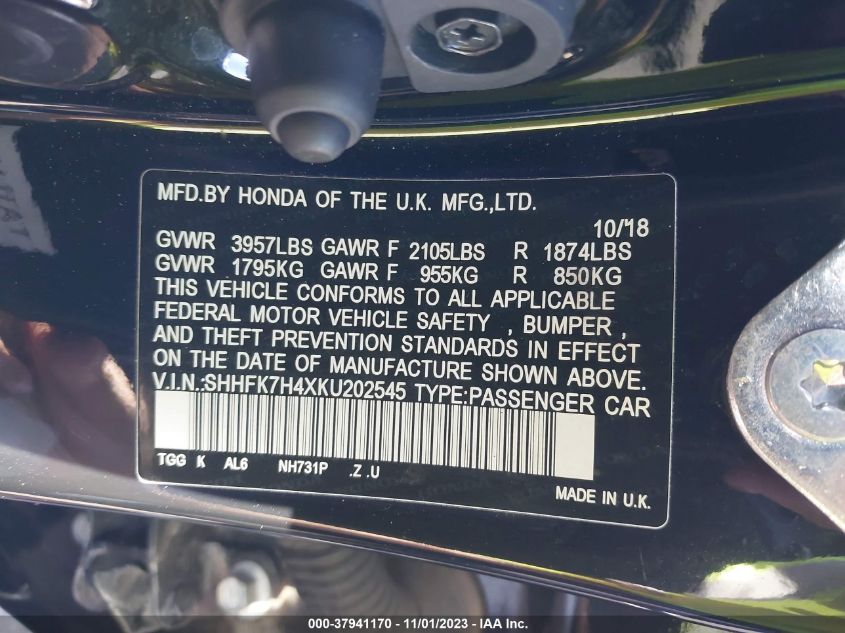 MFD.BY HONDA OF THE U.K. MFG.,LTD.
10/'18
GVWR 3957LBS GAWR F 2105LBS R 1874LBS
GVWR 1795KG GAWR F 955KG R 850KG
THIS VEHICLE CONFORMS TO ALL APPLICABLE
FEDERAL MOTOR VEHICLE SAFETY , BUMPER ,
AND THEFT PREVENTION STANDARDS IN EFFECT
ON THE DATE OF MANUFACTURE SHOWN ABOVE.
V.I.N.:SHHFK7H4XKU202545 TYPE:PASSENGER CAR
TGG K AL6 NH731P .Z .U
MADE IN U.K.
000-37941170 - 11/01/2023 - IAA Inc.